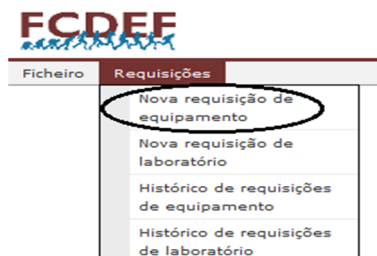 FCDEF
Ficheiro Requisições
Nova requisição de
equipamento
Nova requisição de
laboratório
Histórico de requisições
de equipamento
Histórico de requisições
de laboratório